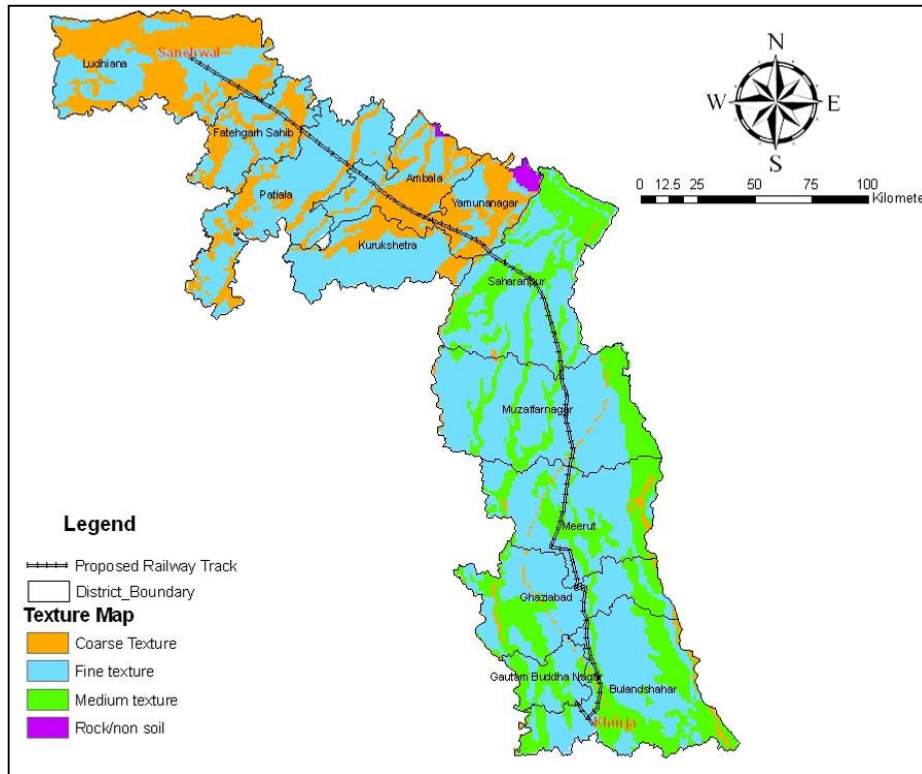 N
W E
S
0 12.5 25 50 75 100
Kilomete
Sanehwal
Ludhiana
Fatehgarh Sahib
Patiala
Ambala
Yamunanagar
Kurukshetra
Saharanpur
Muzaffarnagar
Meerut
Ghaziabad
Gautam Buddha Nagar
Bulandshahar
Khurja
Legend
Proposed Railway Track
District_Boundary
Texture Map
Coarse Texture
Fine texture
Medium texture
Rock/non soil